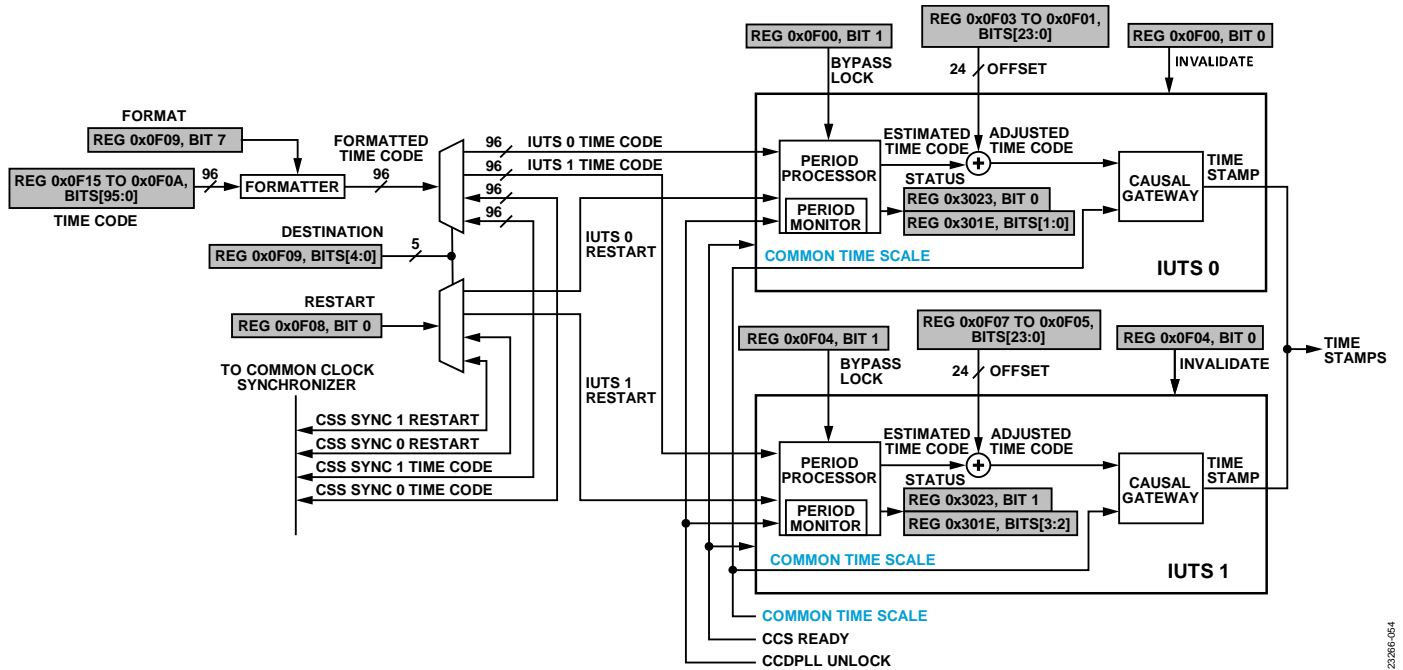 REG 0x0F00, BIT 1
REG 0x0F03 TO 0x0F01,
BITS[23:0]
REG 0x0F00, BIT 0
BYPASS
LOCK
24
OFFSET
INVALIDATE
FORMAT
REG 0x0F09, BIT 7
FORMATTED
TIME CODE
REG 0x0F15 TO 0x0F0A,
BITS[95:0]
TIME CODE
96
FORMATTER
96
96
IUTS 0 TIME CODE
96
IUTS 1 TIME CODE
96
96
DESTINATION
REG 0x0F09, BITS[4:0]
5
RESTART
REG 0x0F08, BIT 0
IUTS 0
RESTART
IUTS 1
RESTART
TO COMMON CLOCK
SYNCHRONIZER
CSS SYNC 1 RESTART
CSS SYNC 0 RESTART
CSS SYNC 1 TIME CODE
CSS SYNC 0 TIME CODE
PERIOD
PROCESSOR
PERIOD
MONITOR
ESTIMATED
TIME CODE
+
ADJUSTED
TIME CODE
STATUS
REG 0x3023, BIT 0
REG 0x301E, BITS[1:0]
CAUSAL
GATEWAY
TIME
STAMP
COMMON TIME SCALE
IUTS 0
REG 0x0F04, BIT 1
REG 0x0F07 TO 0x0F05,
BITS[23:0]
REG 0x0F04, BIT 0
BYPASS
LOCK
24
OFFSET
INVALIDATE
TIME
STAMPS
PERIOD
PROCESSOR
PERIOD
MONITOR
ESTIMATED
TIME CODE
+
ADJUSTED
TIME CODE
STATUS
REG 0x3023, BIT 1
REG 0x301E, BITS[3:2]
CAUSAL
GATEWAY
TIME
STAMP
COMMON TIME SCALE
IUTS 1
COMMON TIME SCALE
CCS READY
CCDPLL UNLOCK
23266-054